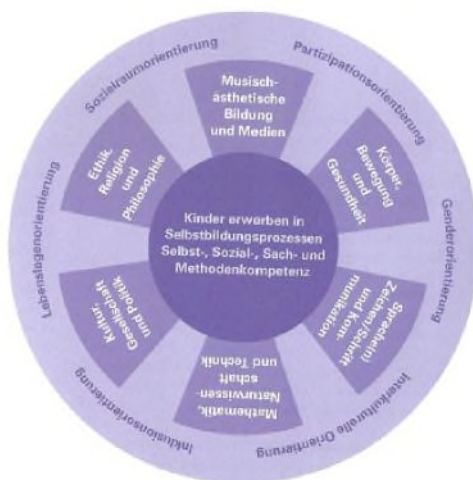 Sozialraumorientierung
Partizipationsorientierung
Genderorientierung
Interkulturelle Orientierung
Inklusionsorientierung
Lebenslagenorientierung
Musisch-
ästhetische
Bildung
und Medien
Körper,
Bewegung
und
Gesundheit
Sprache(n)
Zeichen/Schrift
und Kom-
munikation
Mathematik,
Naturwissen-
schaft
und Technik
Kultur,
Gesellschaft
und Politik
Ethik,
Religion
und
Philosophie
Kinder erwerben in
Selbstbildungsprozessen
Selbst-, Sozial-, Sach- und
Methodenkompetenz